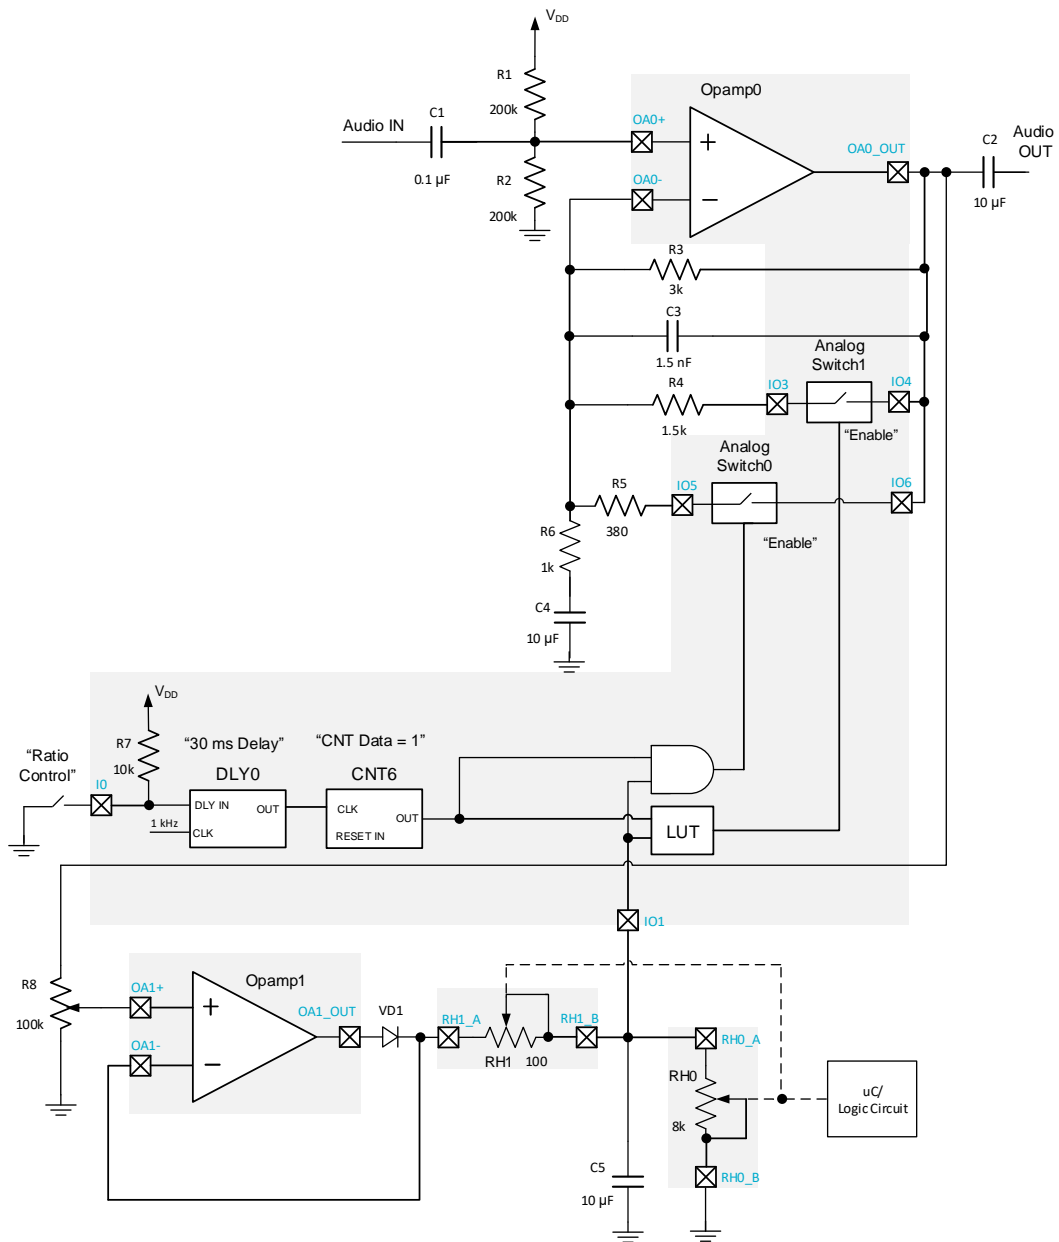 V_DD
R1
200k
Opamp0
C1
Audio IN
0.1 µF
OA0+
+
OA0_OUT
C2
Audio
OUT
10 µF
R2
200k
OA0-
−
R3
3k
C3
1.5 nF
Analog
Switch1
R4
1.5k
IO3
IO4
"Enable"
Analog
Switch0
R5
380
IO5
IO6
"Enable"
R6
1k
C4
10 µF
V_DD
R7
10k
"Ratio
Control"
I0
"30 ms Delay"
DLY0
DLY IN
OUT
1 kHz
CLK
"CNT Data = 1"
CNT6
CLK
OUT
RESET IN
LUT
IO1
R8
100k
Opamp1
OA1+
+
OA1-
−
OA1_OUT
VD1
RH1_A
RH1
100
RH1_B
RH0_A
RH0
8k
RH0_B
uC/
Logic Circuit
C5
10 µF